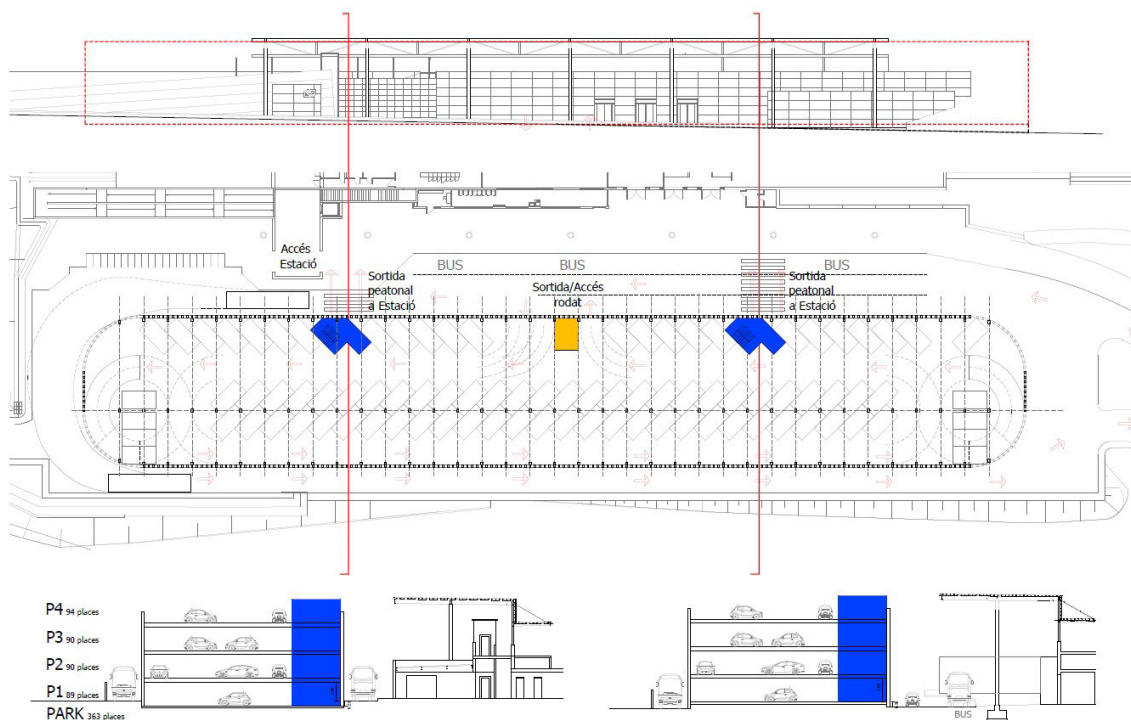 Accés
Estació
BUS
BUS
BUS
Sortida
peatonal
a Estació
Sortida/Accés
rodat
Sortida
peatonal
a Estació
P4 94 places
P3 90 places
P2 90 places
P1 89 places
PARK 363 places
BUS